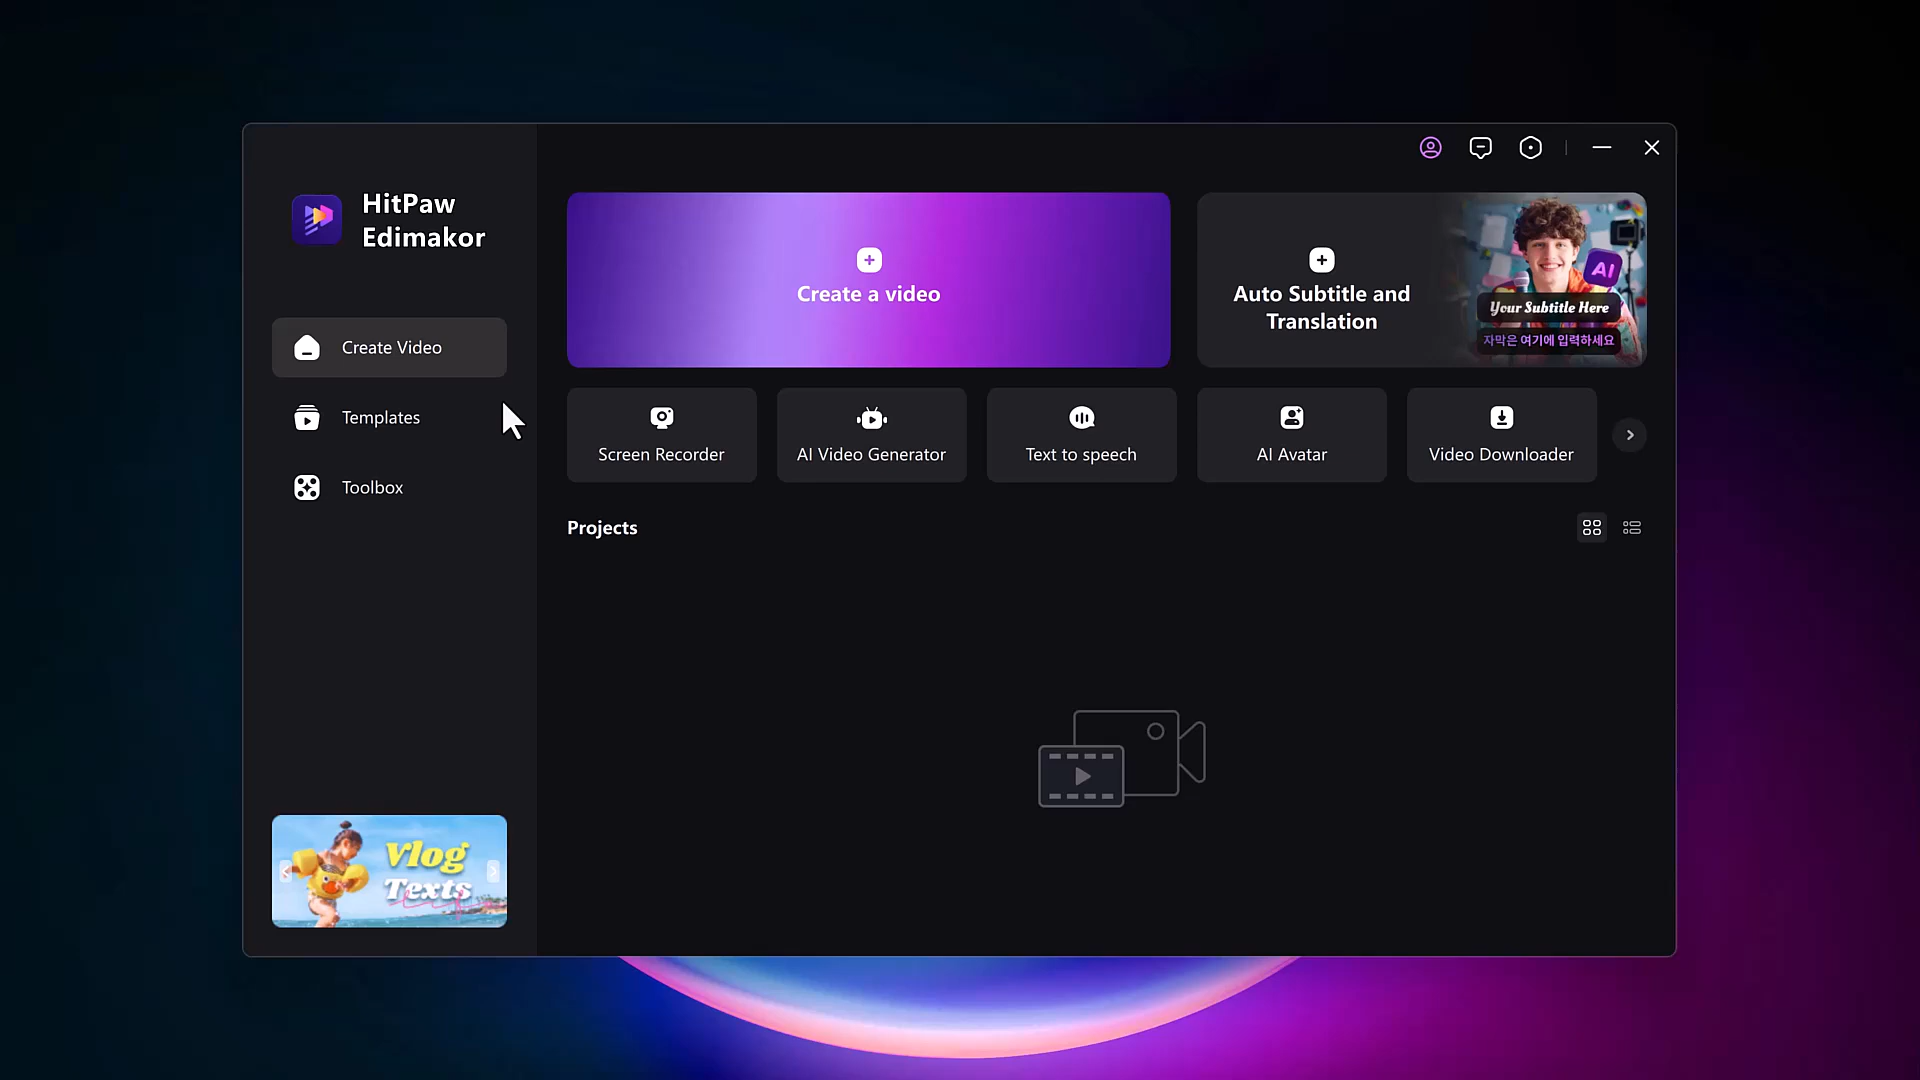 HitPaw
Edimakor
Create Video
Templates
Toolbox
Vlog
Texts
Create a video
Auto Subtitle and
Translation
AI
Your Subtitle Here
자막은 여기에 입력하세요
Screen Recorder
AI Video Generator
Text to speech
AI Avatar
Video Downloader
Projects